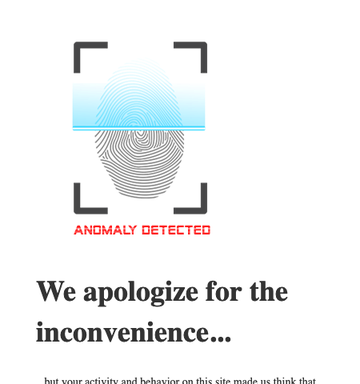 ANOMALY DETECTED
We apologize for the
inconvenience...
...but your activity and behavior on this site made us think that